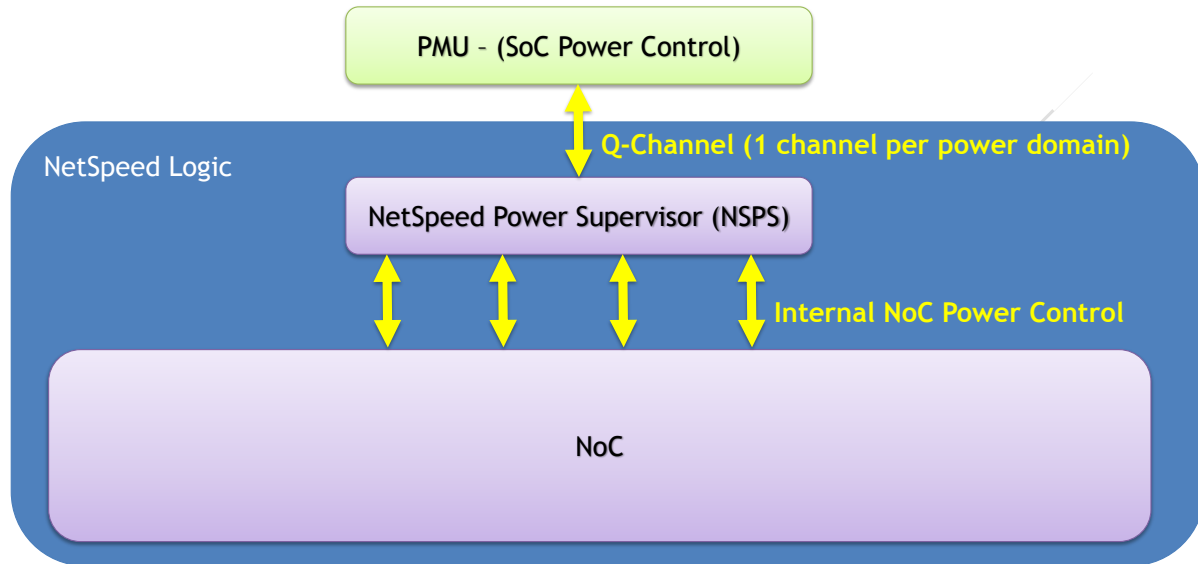 PMU – (SoC Power Control)
Q-Channel (1 channel per power domain)
NetSpeed Logic
NetSpeed Power Supervisor (NSPS)
Internal NoC Power Control
NoC